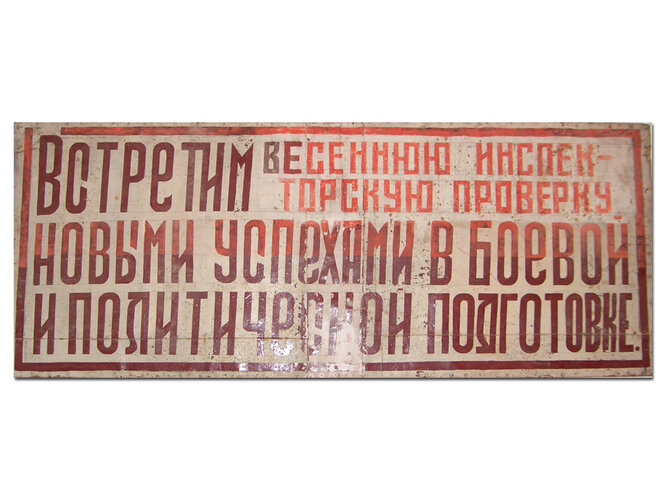 Встретим весеннюю инспек-
торскую проверку
новыми успехами в боевой
и политической подготовке.